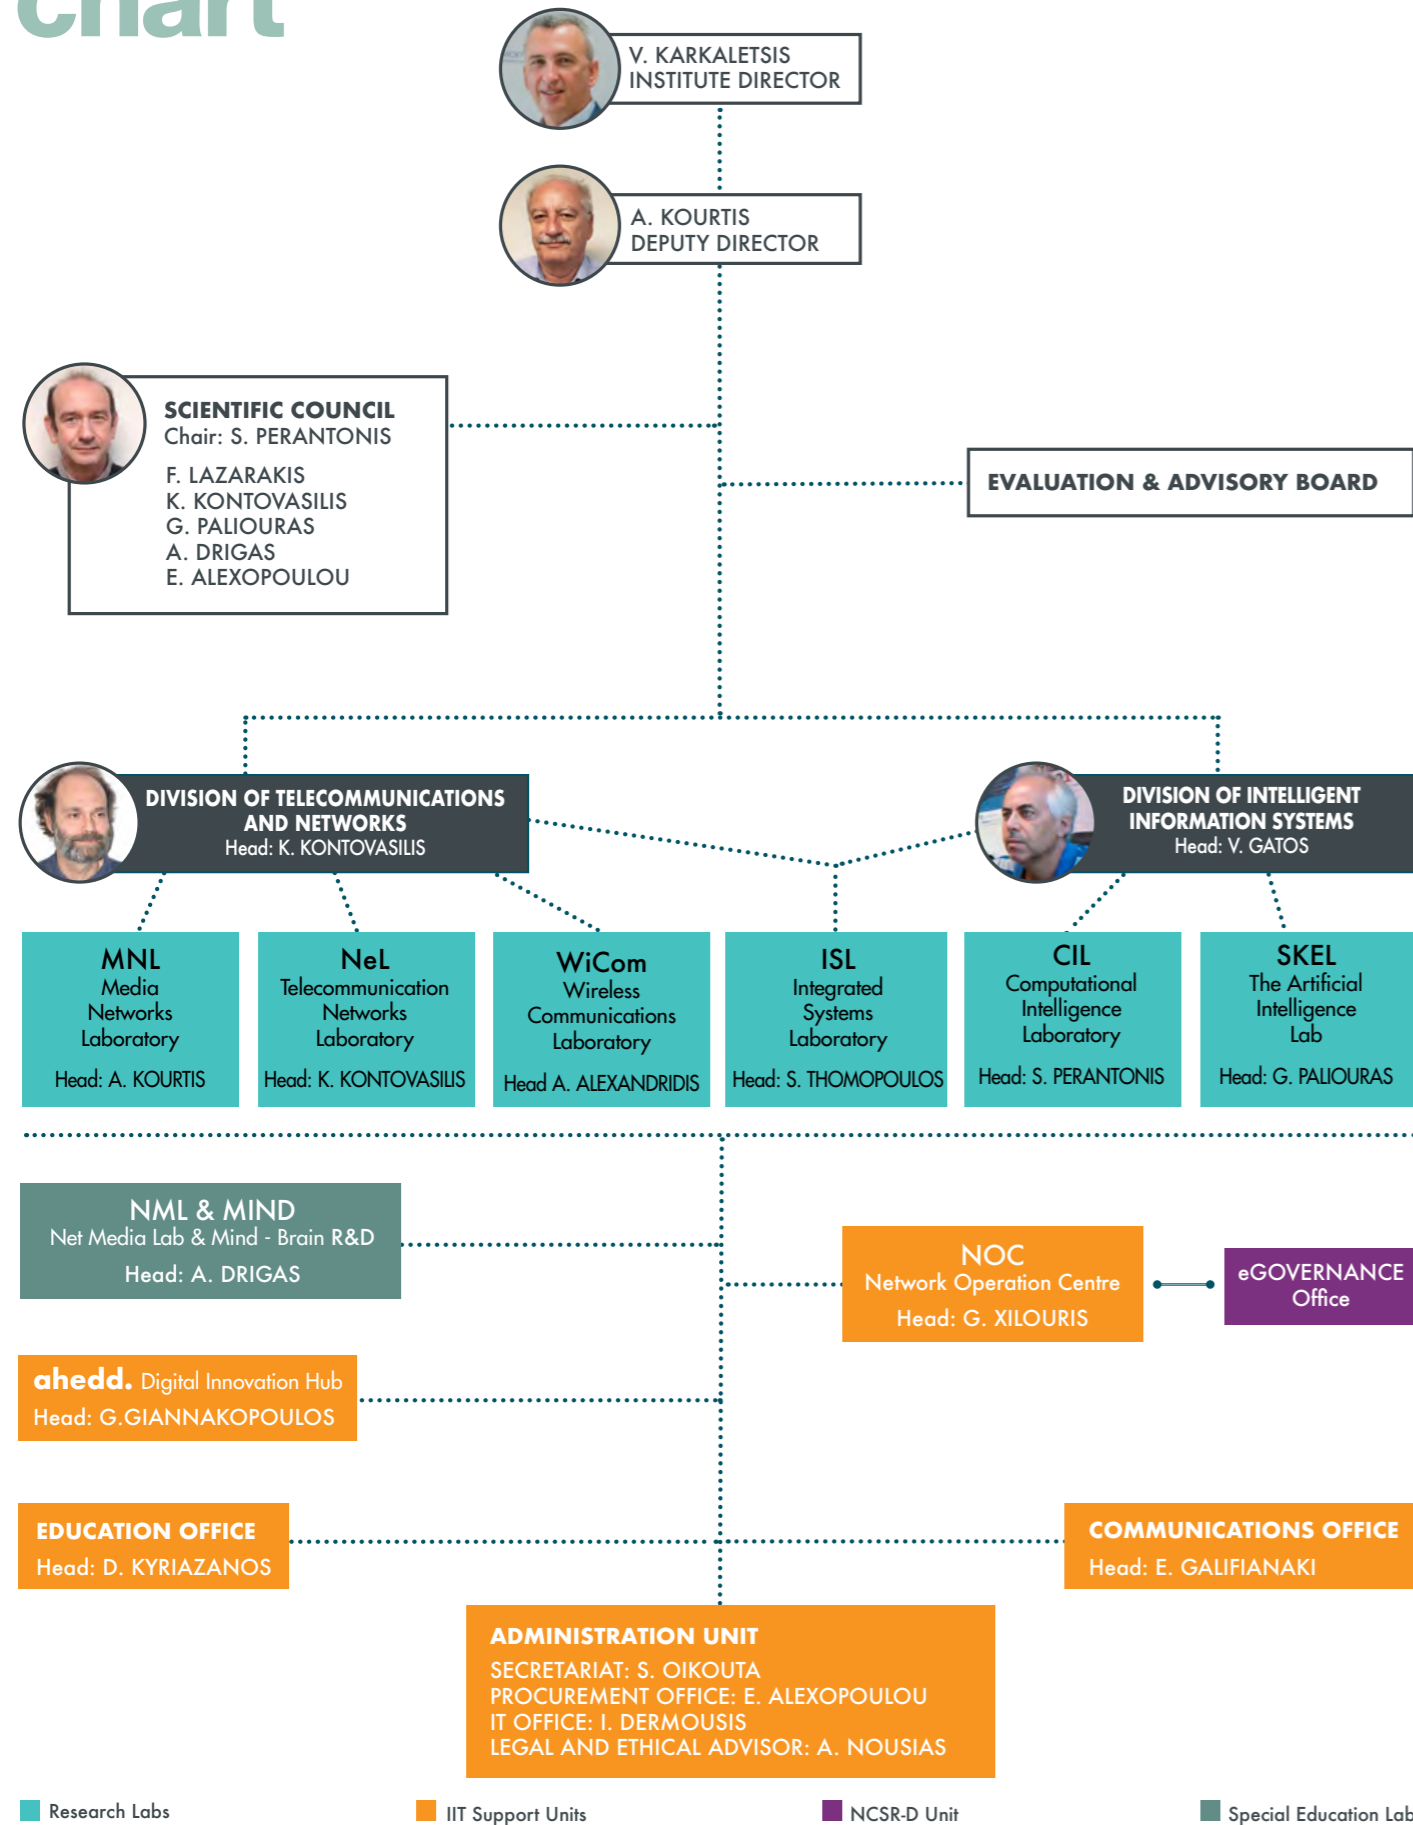 chart
V. KARKALETSIS
INSTITUTE DIRECTOR
A. KOURTIS
DEPUTY DIRECTOR
SCIENTIFIC COUNCIL
Chair: S. PERANTONIS
F. LAZARAKIS
K. KONTOVASILIS
G. PALIOURAS
A. DRIGAS
E. ALEXOPOULOU
EVALUATION & ADVISORY BOARD
DIVISION OF TELECOMMUNICATIONS
AND NETWORKS
Head: K. KONTOVASILIS
DIVISION OF INTELLIGENT
INFORMATION SYSTEMS
Head: V. GATOS
MNL
Media
Networks
Laboratory
Head: A. KOURTIS
NeL
Telecommunication
Networks
Laboratory
Head: K. KONTOVASILIS
WiCom
Wireless
Communications
Laboratory
Head A. ALEXANDRIDIS
ISL
Integrated
Systems
Laboratory
Head: S. THOMOPOULOS
CIL
Computational
Intelligence
Laboratory
Head: S. PERANTONIS
SKEL
The Artificial
Intelligence
Lab
Head: G. PALIOURAS
NML & MIND
Net Media Lab & Mind - Brain R&D
Head: A. DRIGAS
NOC
Network Operation Centre
Head: G. XILOURIS
eGOVERNANCE
Office
ahedd. Digital Innovation Hub
Head: G.GIANNAKOPOULOS
EDUCATION OFFICE
Head: D. KYRIAZANOS
COMMUNICATIONS OFFICE
Head: E. GALIFIANAKI
ADMINISTRATION UNIT
SECRETARIAT: S. OIKOUTA
PROCUREMENT OFFICE: E. ALEXOPOULOU
IT OFFICE: I. DERMOUSIS
LEGAL AND ETHICAL ADVISOR: A. NOUSIAS
Research Labs
IIT Support Units
NCSR-D Unit
Special Education Lab